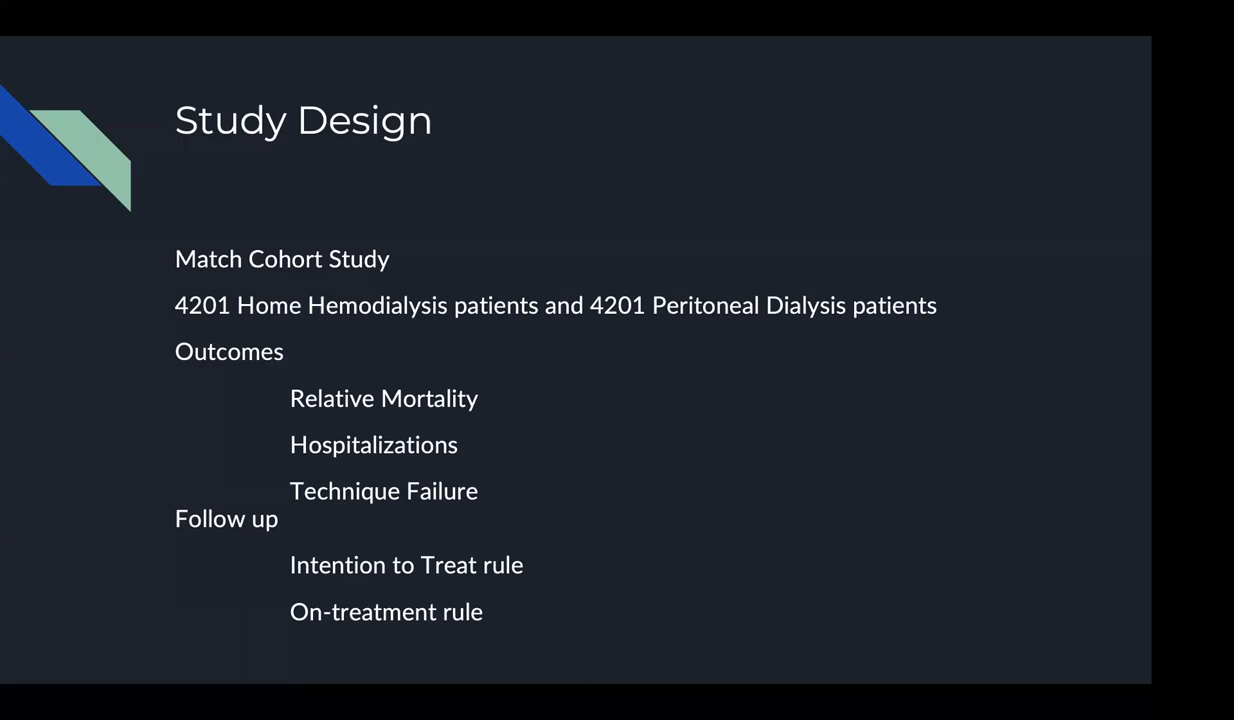 Study Design
Match Cohort Study
4201 Home Hemodialysis patients and 4201 Peritoneal Dialysis patients
Outcomes
Relative Mortality
Hospitalizations
Technique Failure
Follow up
Intention to Treat rule
On-treatment rule